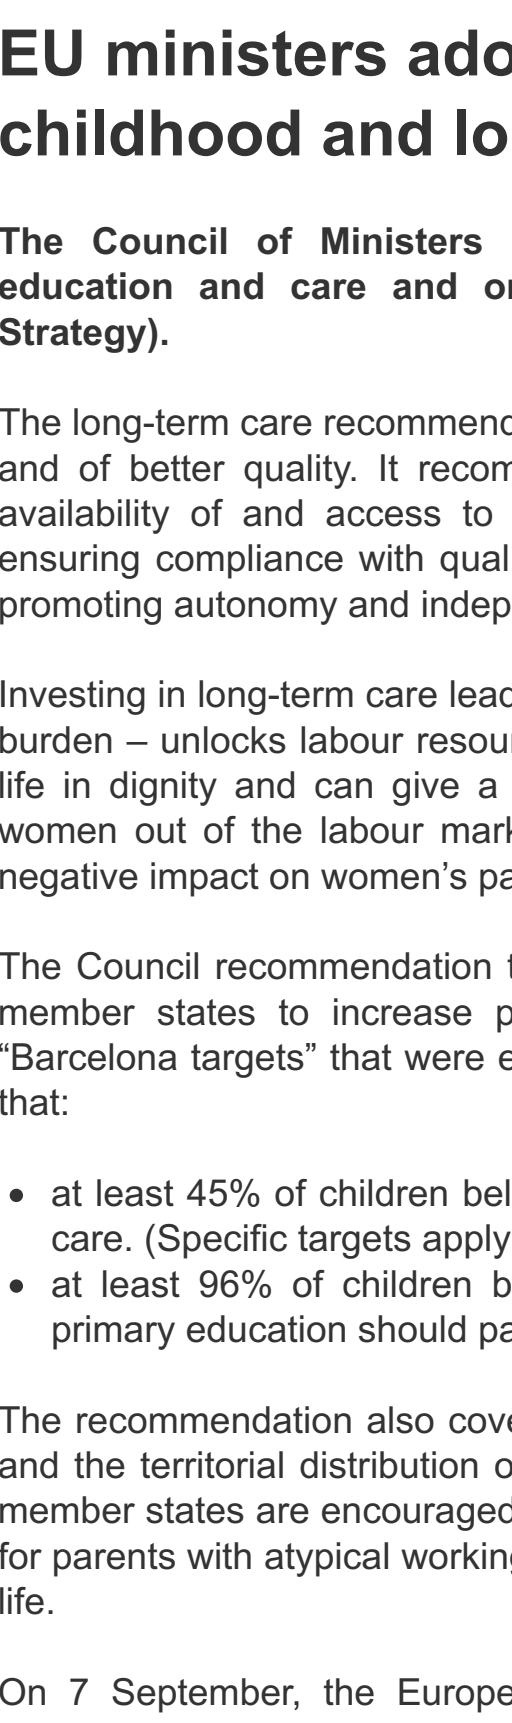 EU ministers ado
childhood and lo
The Council of Ministers
education and care and or
Strategy).
The long-term care recommend
and of better quality. It recom
availability of and access to
ensuring compliance with qual
promoting autonomy and indep
Investing in long-term care lead
burden – unlocks labour resour
life in dignity and can give a
women out of the labour mark
negative impact on women’s pa
The Council recommendation t
member states to increase p
“Barcelona targets” that were e
that:
• at least 45% of children bel
care. (Specific targets apply
• at least 96% of children b
primary education should pa
The recommendation also cove
and the territorial distribution o
member states are encouraged
for parents with atypical working
life.
On 7 September, the Europe